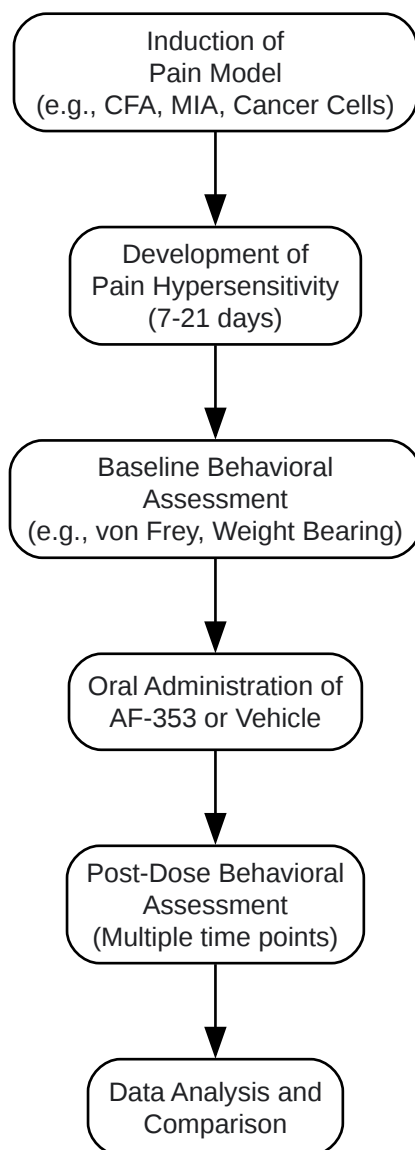 Induction of
Pain Model
(e.g., CFA, MIA, Cancer Cells)
Development of
Pain Hypersensitivity
(7-21 days)
Baseline Behavioral
Assessment
(e.g., von Frey, Weight Bearing)
Oral Administration of
AF-353 or Vehicle
Post-Dose Behavioral
Assessment
(Multiple time points)
Data Analysis and
Comparison